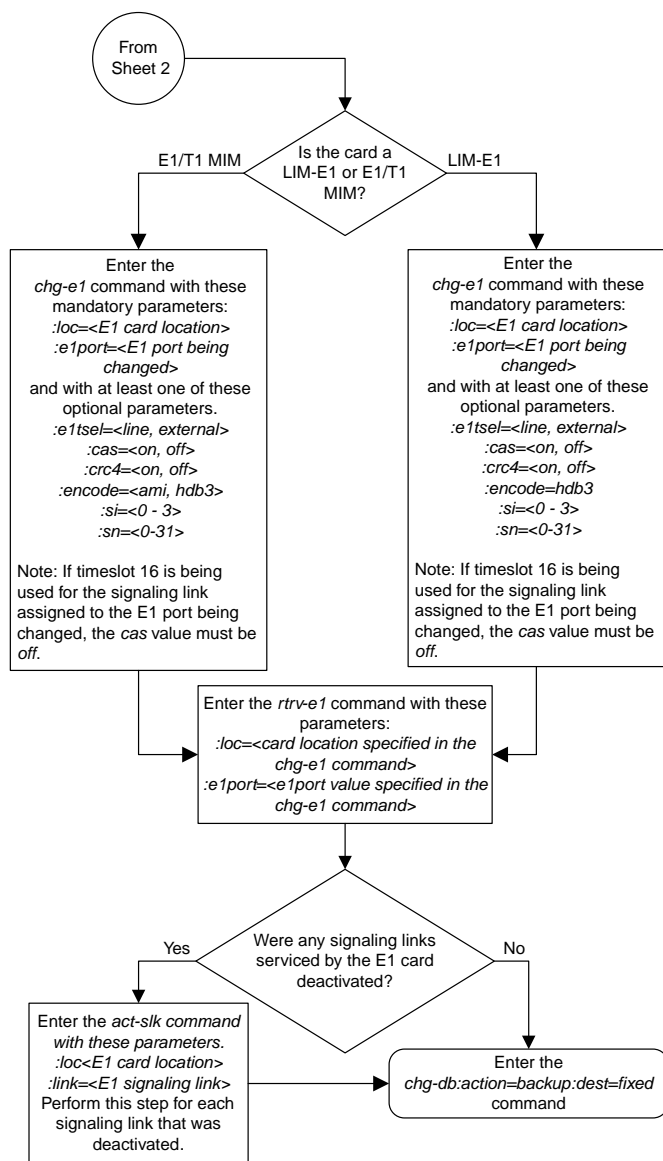 From
Sheet 2
Is the card a
LIM-E1 or E1/T1
MIM?
E1/T1 MIM
LIM-E1
Enter the
chg-e1 command with these
mandatory parameters:
:loc=<E1 card location>
:e1port=<E1 port being
changed>
and with at least one of these
optional parameters.
:e1tsel=<line, external>
:cas=<on, off>
:crc4=<on, off>
:encode=<ami, hdb3>
:si=<0 - 3>
:sn=<0-31>
Note: If timeslot 16 is being
used for the signaling link
assigned to the E1 port being
changed, the cas value must be
off.
Enter the
chg-e1 command with these
mandatory parameters:
:loc=<E1 card location>
:e1port=<E1 port being
changed>
and with at least one of these
optional parameters.
:e1tsel=<line, external>
:cas=<on, off>
:crc4=<on, off>
:encode=hdb3
:si=<0 - 3>
:sn=<0-31>
Note: If timeslot 16 is being
used for the signaling link
assigned to the E1 port being
changed, the cas value must be
off.
Enter the rtrv-e1 command with these
parameters:
:loc=<card location specified in the
chg-e1 command>
:e1port=<e1port value specified in the
chg-e1 command>
Were any signaling links
serviced by the E1 card
deactivated?
Yes
No
Enter the act-slk command
with these parameters.
:loc<E1 card location>
:link=<E1 signaling link>
Perform this step for each
signaling link that was
deactivated.
Enter the
chg-db:action=backup:dest=fixed
command